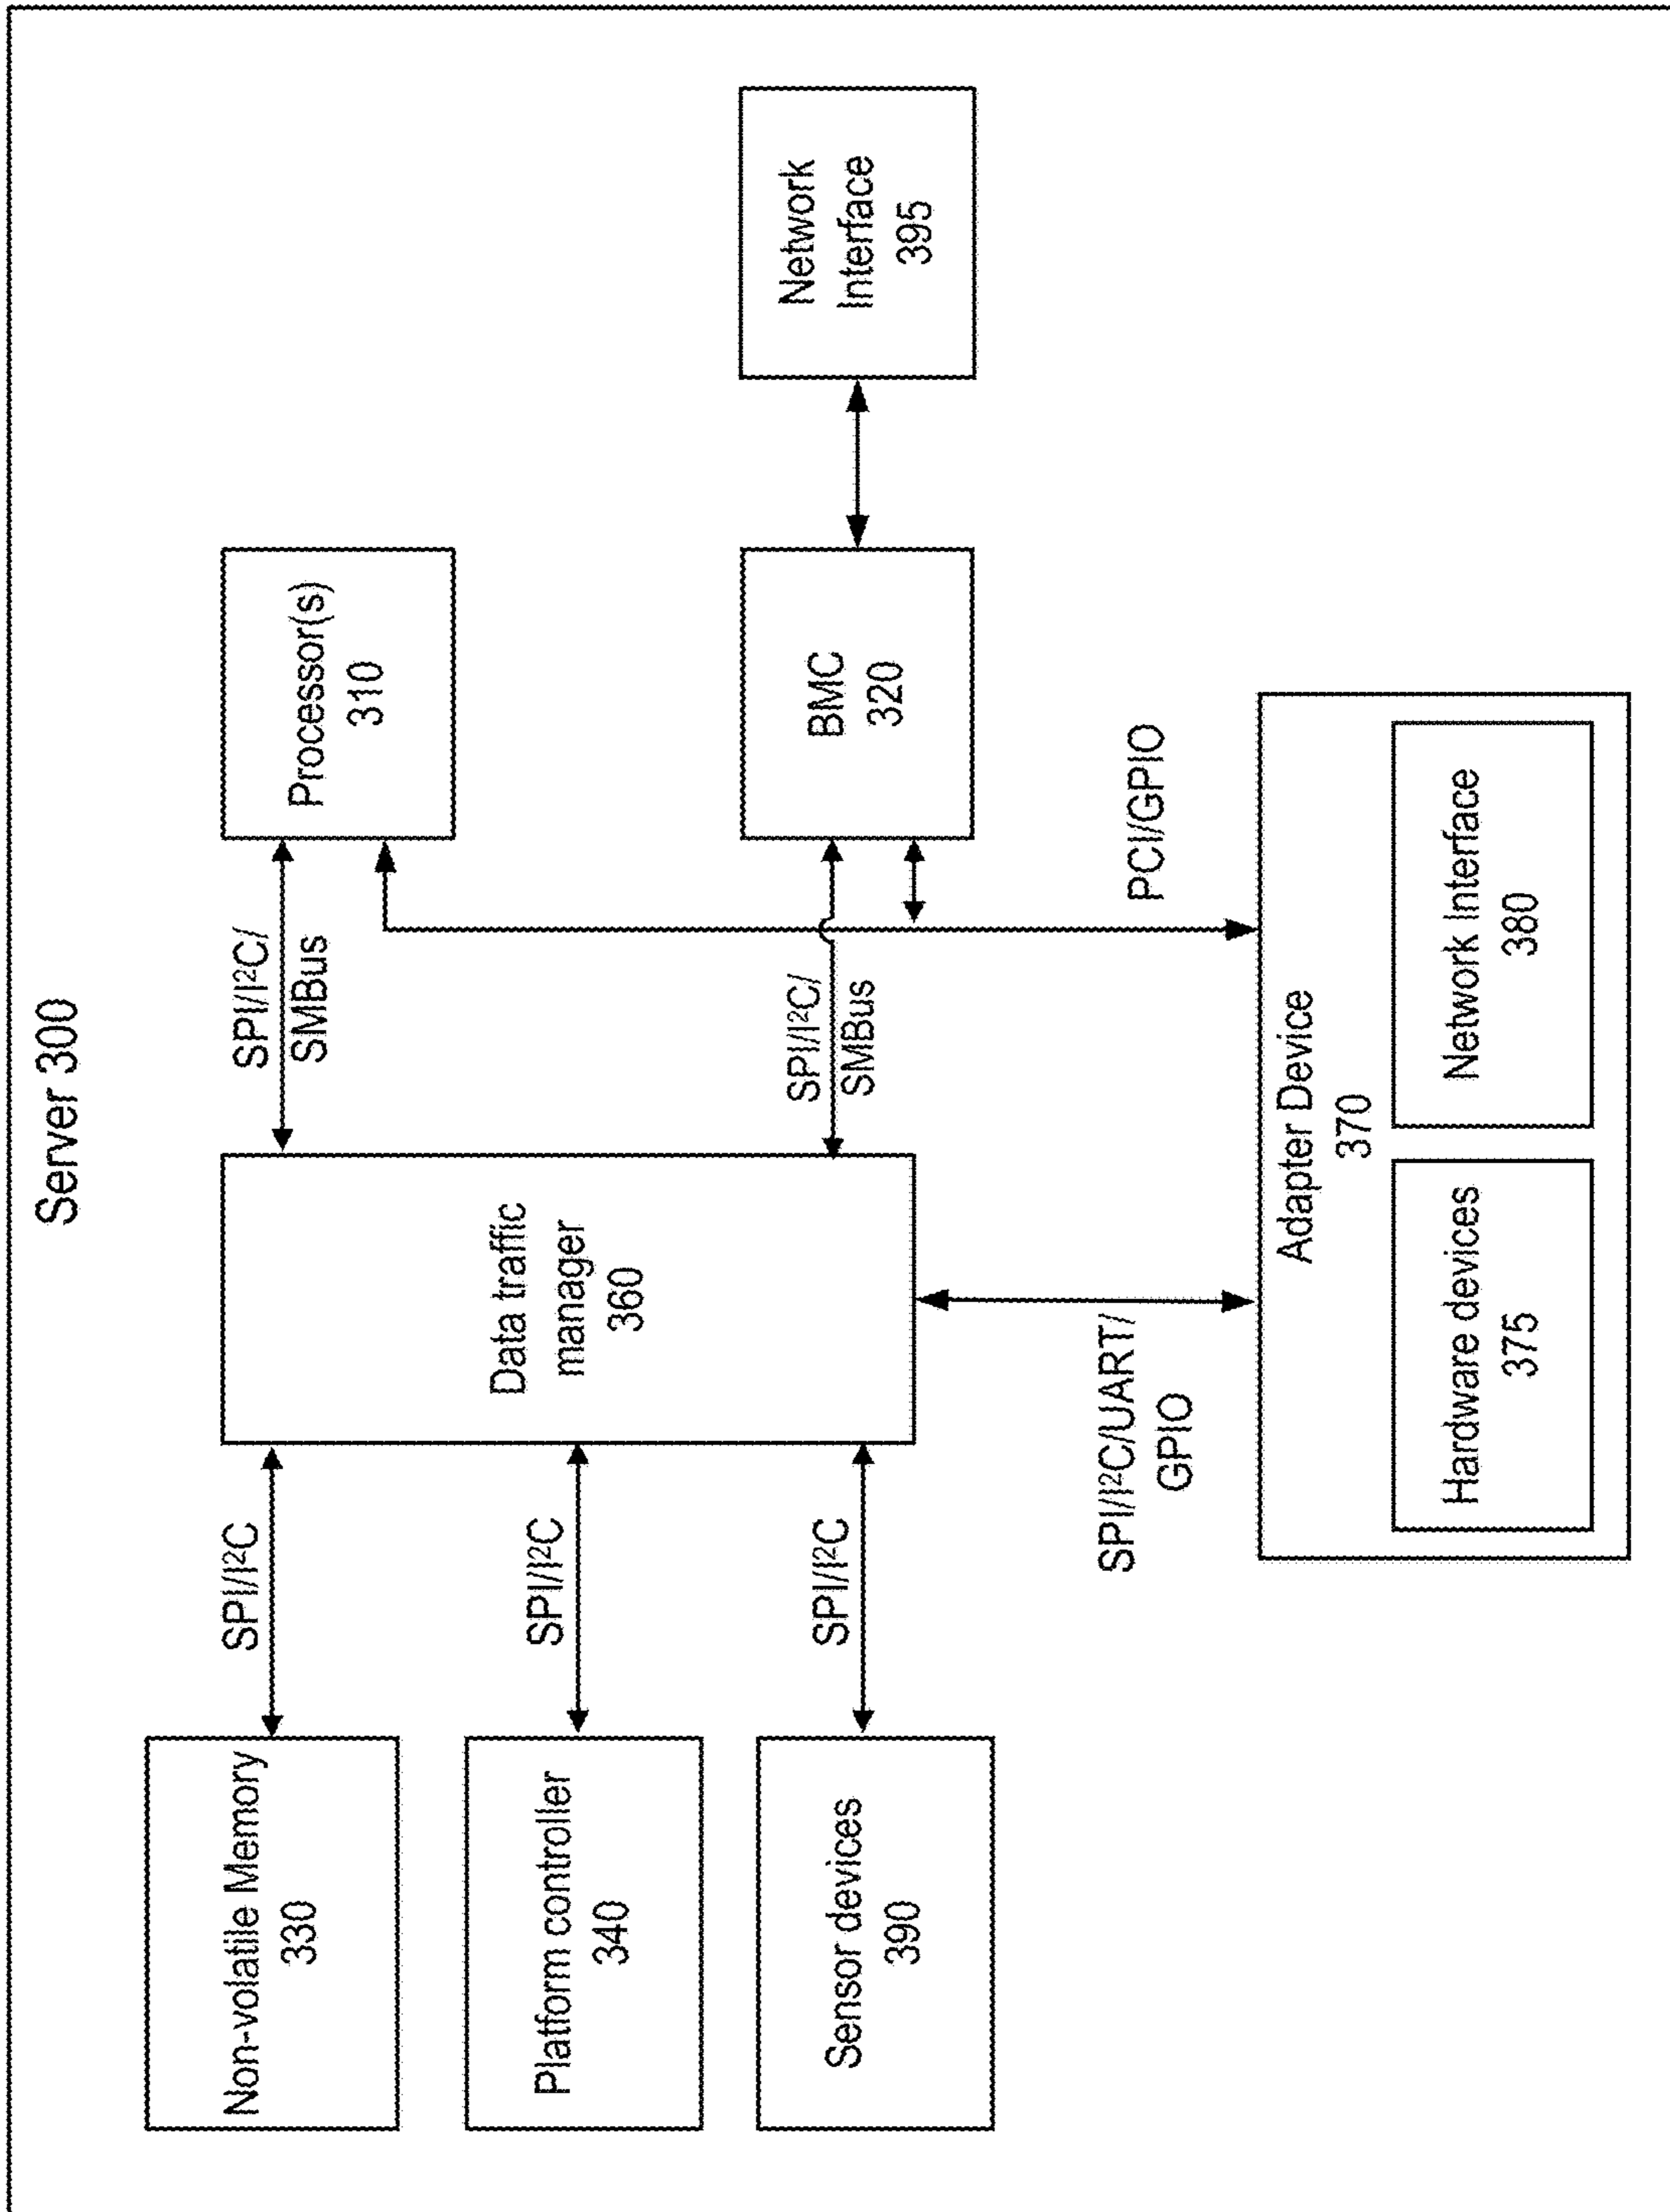 Server 300
Non-volatile Memory
330
SPI/I²C
Platform controller
340
SPI/I²C
Sensor devices
390
SPI/I²C
Data traffic
manager
360
SPI/I²C/
SMBus
Processor(s)
310
SPI/I²C/
SMBus
BMC
320
Network
Interface
395
SPI/I²C/UART/
GPIO
PCI/GPIO
Adapter Device
370
Hardware devices
375
Network Interface
380